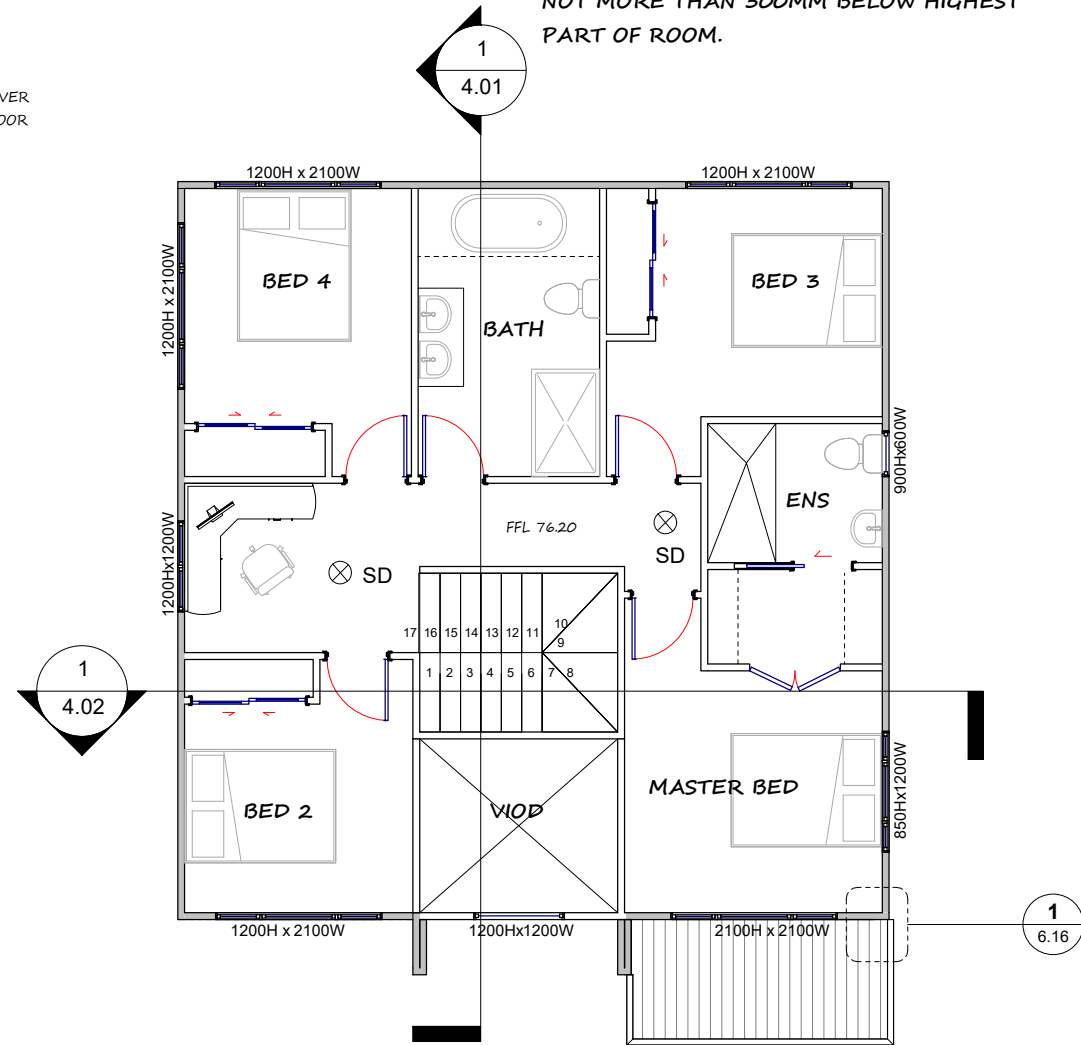 NOT MORE THAN 300MM BELOW HIGHEST
PART OF ROOM.
1
4.01
VER
OOR
1200H x 2100W
1200H x 2100W
1200H x 2100W
BED 4
BATH
BED 3
900Hx600W
ENS
1200Hx1200W
FFL 76.20
SD
SD
17 16 15 14 13 12 11 10
9
1 2 3 4 5 6 7 8
1
4.02
850Hx1200W
MASTER BED
BED 2
VIOD
1200H x 2100W
1200Hx1200W
2100H x 2100W
1
6.16